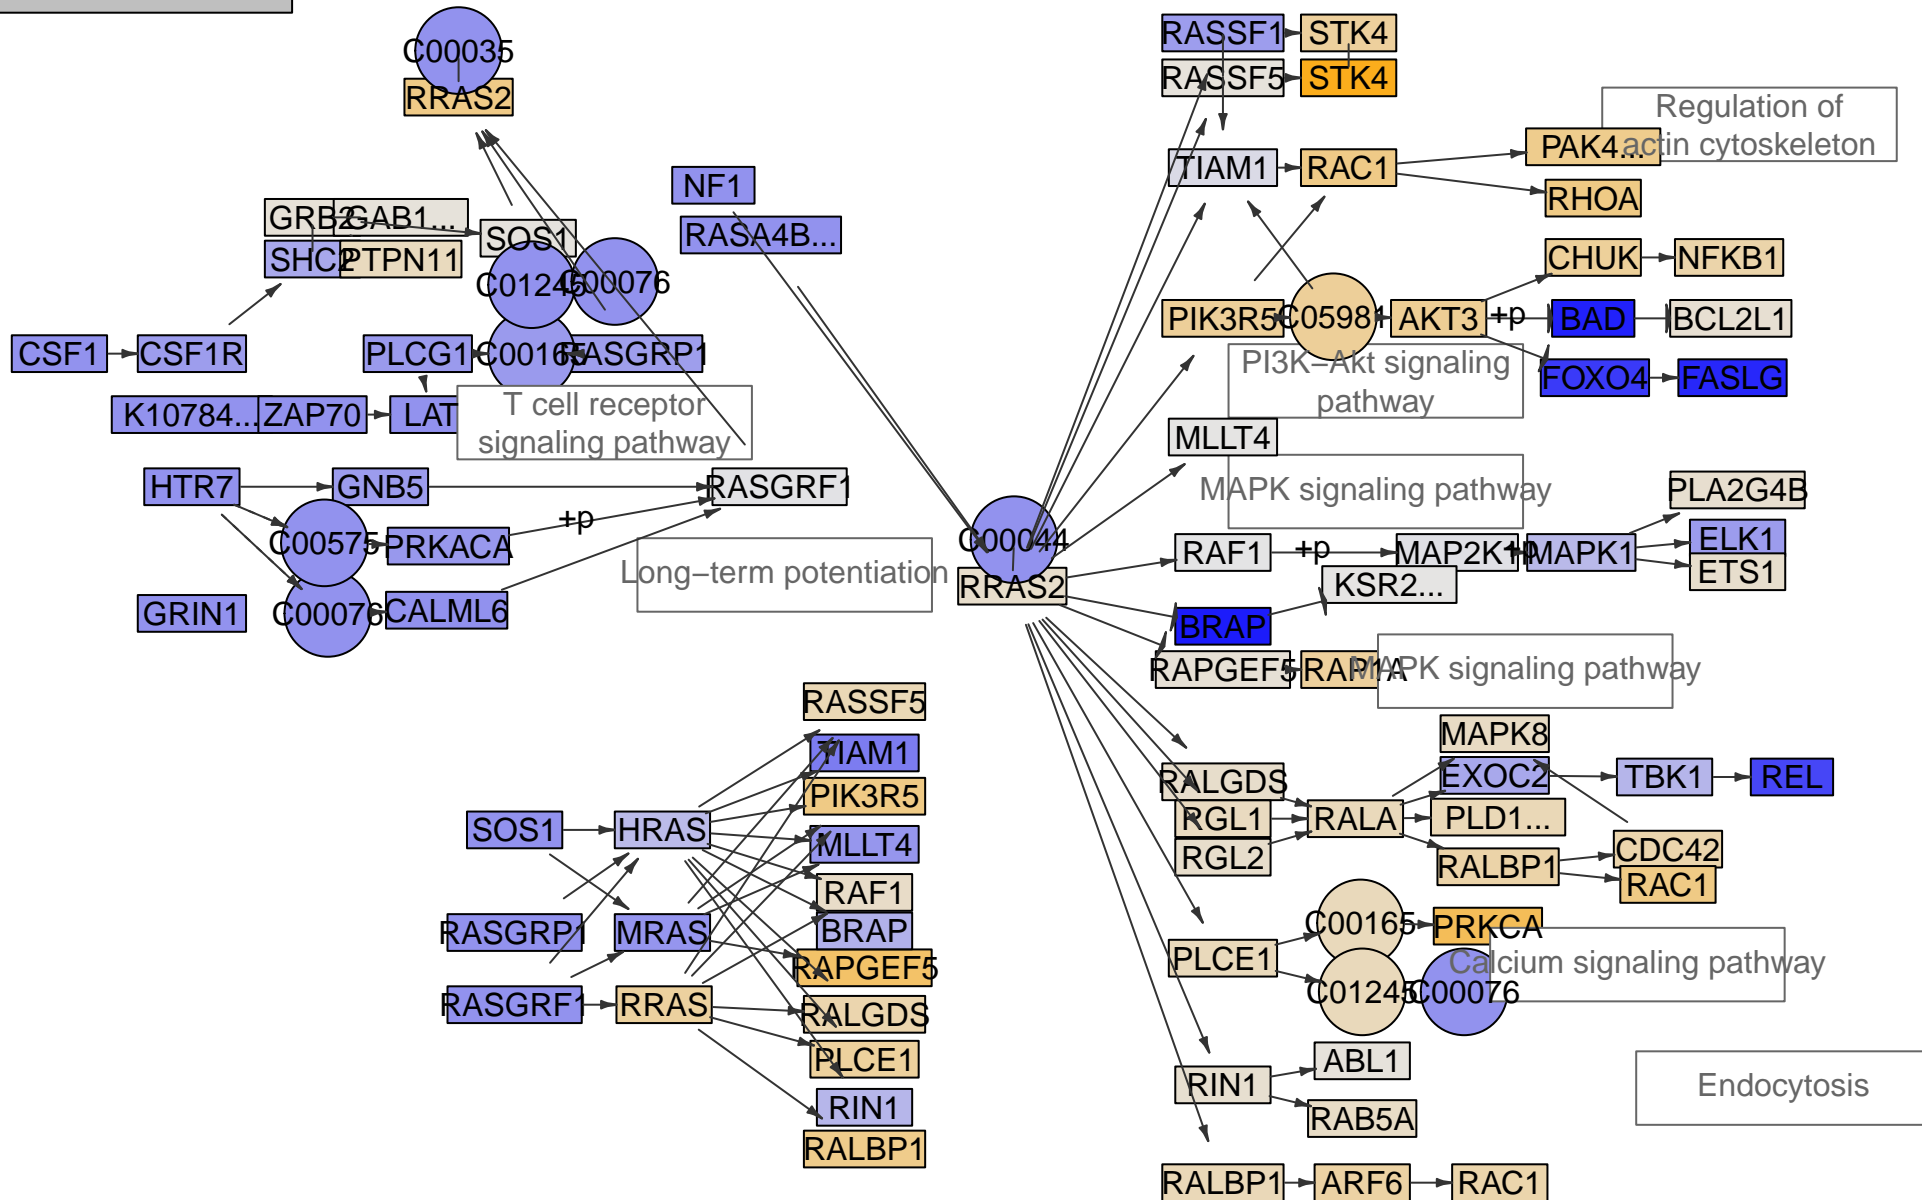 C00035
RRAS2
RASSF1
STK4
RASSF5
STK4
Regulation of
actin cytoskeleton
PAK4...
TIAM1
RAC1
RHOA
NF1
RASA4B...
GRB2
GAB1...
SOS1
SHC2
PTPN11
C01245
C00076
CHUK
NFKB1
PIK3R5
C05981
AKT3
+p
BAD
BCL2L1
CSF1
CSF1R
PLCG1
C00165
RASGRP1
PI3K−Akt signaling
pathway
FOXO4
FASLG
K10784...
ZAP70
LAT
T cell receptor
signaling pathway
MLLT4
HTR7
GNB5
RASGRF1
MAPK signaling pathway
PLA2G4B
+p
C00575
PRKACA
C00044
RAF1
+p
MAP2K1
+p
MAPK1
ELK1
ETS1
Long−term potentiation
RRAS2
KSR2...
GRIN1
C00076
CALML6
BRAP
RAPGEF5
RAP1A
MAPK signaling pathway
RASSF5
TIAM1
PIK3R5
MAPK8
RALGDS
EXOC2
TBK1
REL
SOS1
HRAS
MLLT4
RGL1
RALA
PLD1...
RGL2
RALBP1
CDC42
RAC1
RAF1
RASGRP1
MRAS
BRAP
C00165
PRKCA
RAPGEF5
PLCE1
Calcium signaling pathway
RASGRF1
RRAS
RALGDS
C01245
C00076
PLCE1
ABL1
RIN1
RIN1
Endocytosis
RAB5A
RALBP1
RALBP1
ARF6
RAC1